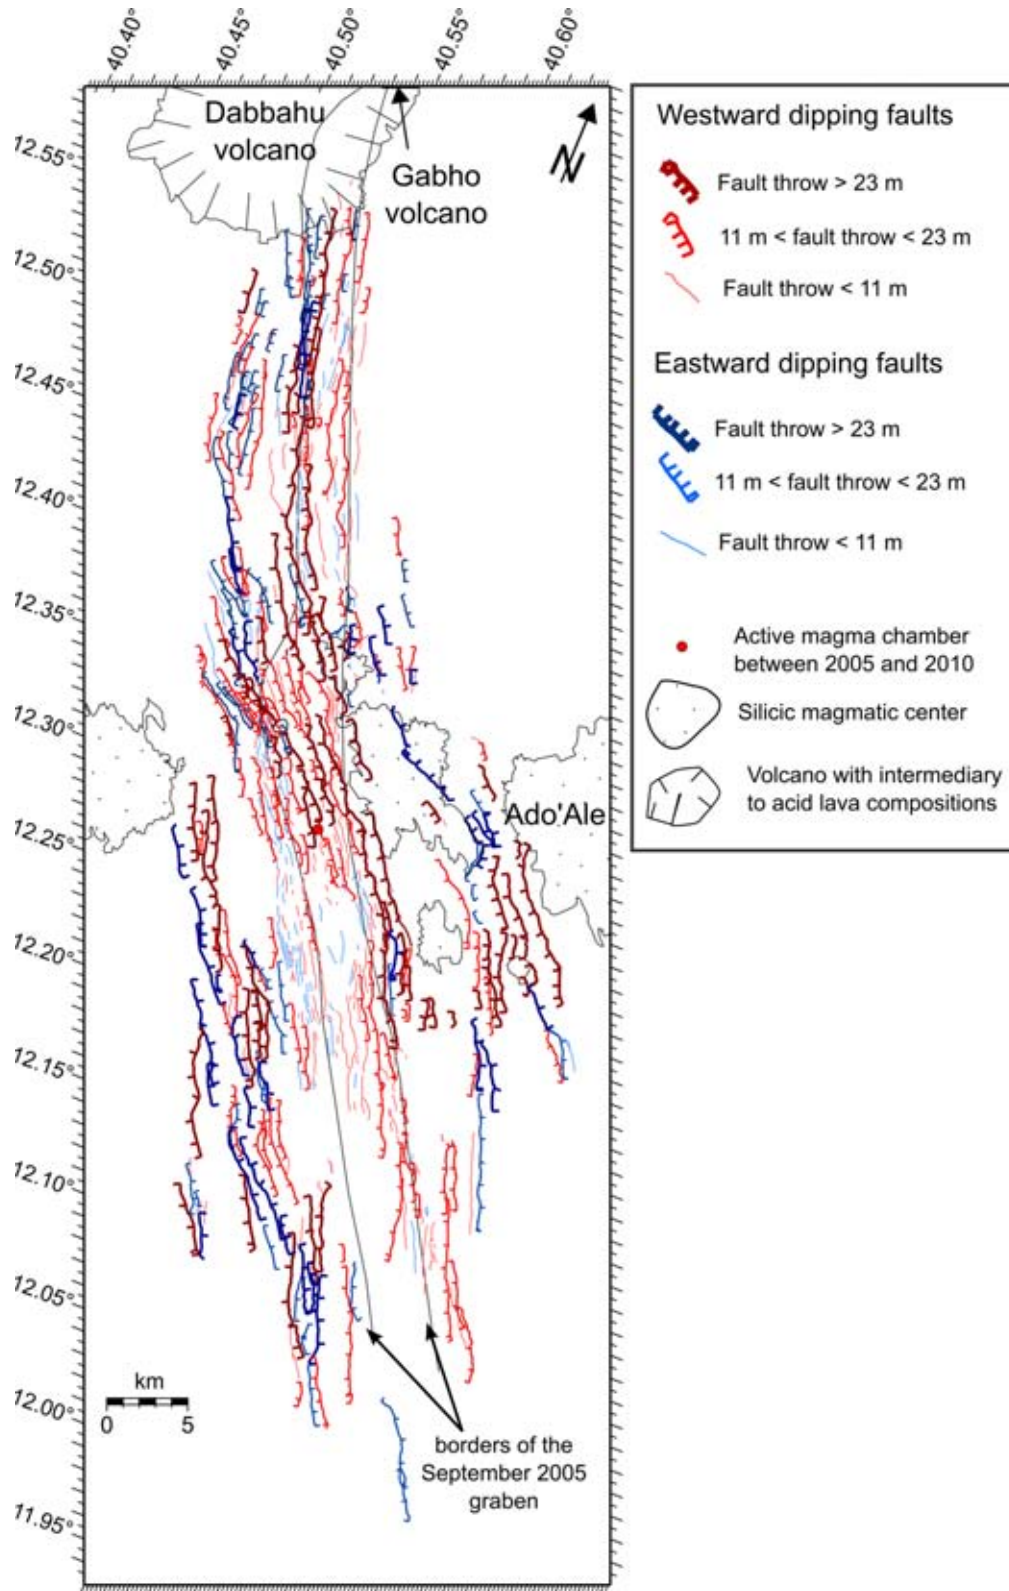 40.40°
40.45°
40.50°
40.55°
40.60°
12.55°
12.50°
12.45°
12.40°
12.35°
12.30°
12.25°
12.20°
12.15°
12.10°
12.05°
12.00°
11.95°
Dabbahu
volcano
Gabho
volcano
N
Ado'Ale
km
0 5
borders of the
September 2005
graben
Westward dipping faults
Fault throw > 23 m
11 m < fault throw < 23 m
Fault throw < 11 m
Eastward dipping faults
Fault throw > 23 m
11 m < fault throw < 23 m
Fault throw < 11 m
Active magma chamber
between 2005 and 2010
Silicic magmatic center
Volcano with intermediary
to acid lava compositions